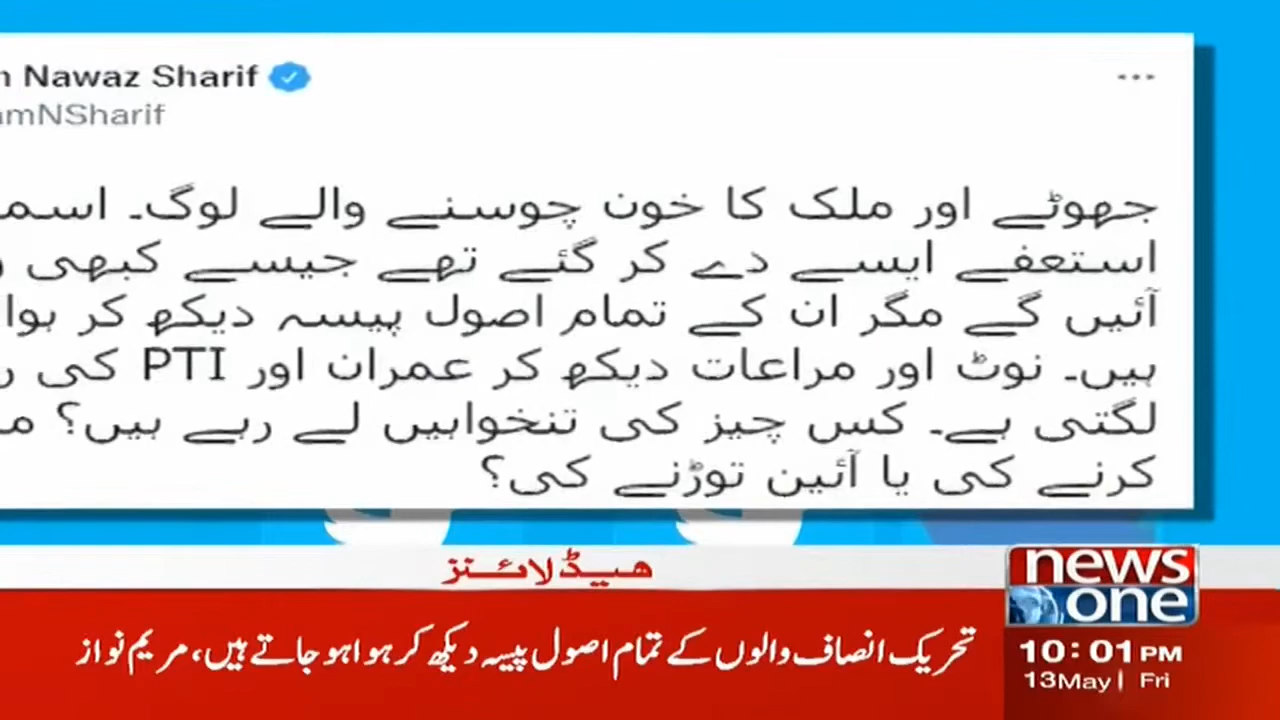 Nawaz Sharif
mNSharif
جھوٹے اور ملک کا خون چوسنے والے لوگ۔
استعفے ایسے دے کر گئے تھے جیسے کبھی
آئیں گے مگر ان کے تمام اصول پیسہ دیکھ کر ہوا
ہیں۔ نوٹ اور مراعات دیکھ کر عمران اور PTI کی
لگتی ہے۔ کس چیز کی تنخواہیں لے رہے ہیں؟
کرنے کی یا آئین توڑنے کی؟
ہیڈلائنز
news one
تحریک انصاف والوں کے تمام اصول پیسہ دیکھ کر ہوا ہو جاتے ہیں، مریم نواز
10:01 PM
13May | Fri